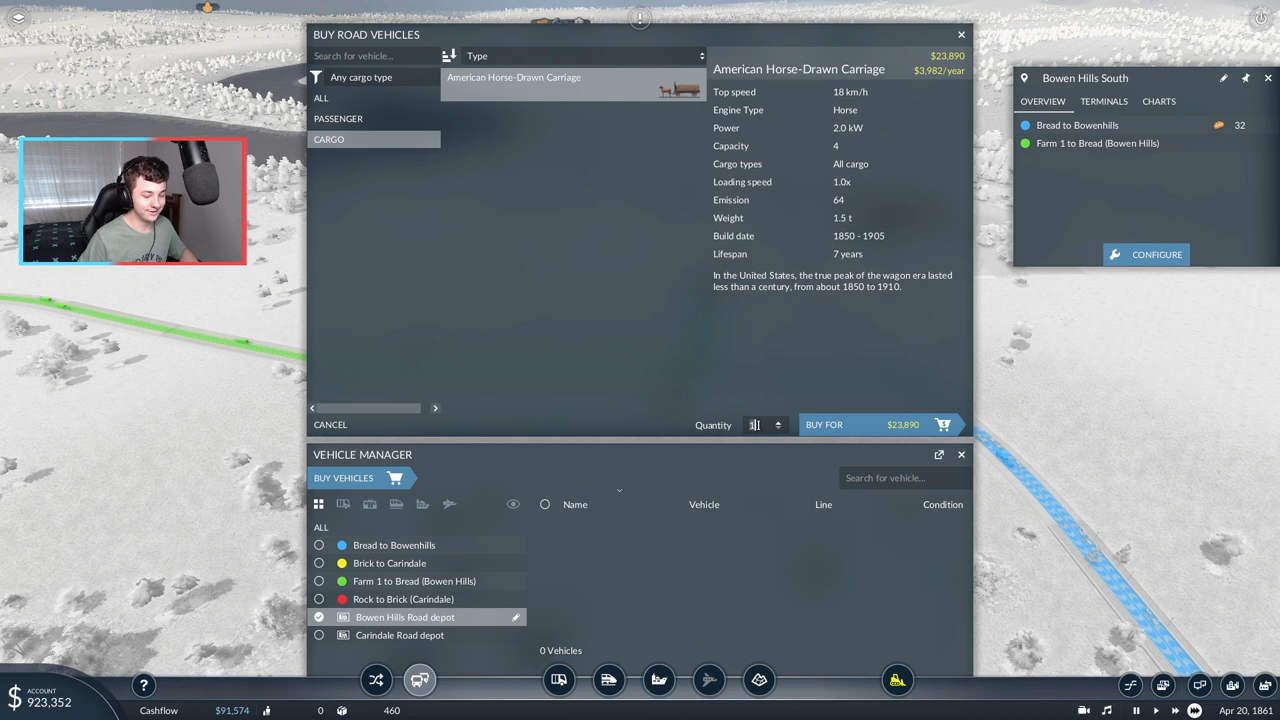 BUY ROAD VEHICLES
Search for vehicle...
Type
Any cargo type
ALL
PASSENGER
CARGO
American Horse-Drawn Carriage
$23,890
American Horse-Drawn Carriage
$3,982/year
Top speed 18 km/h
Engine Type Horse
Power 2.0 kW
Capacity 4
Cargo types All cargo
Loading speed 1.0x
Emission 64
Weight 1.5 t
Build date 1850 - 1905
Lifespan 7 years
In the United States, the true peak of the wagon era lasted
less than a century, from about 1850 to 1910.
CANCEL
Quantity 1
BUY FOR $23,890
Bowen Hills South
OVERVIEW TERMINALS CHARTS
Bread to Bowenhills 32
Farm 1 to Bread (Bowen Hills)
CONFIGURE
VEHICLE MANAGER
BUY VEHICLES
Search for vehicle...
Name Vehicle Line Condition
ALL
Bread to Bowenhills
Brick to Carindale
Farm 1 to Bread (Bowen Hills)
Rock to Brick (Carindale)
Bowen Hills Road depot
Carindale Road depot
0 Vehicles
$ ACCOUNT
923,352
?
Cashflow $91,574 0 460
Apr 20, 1861